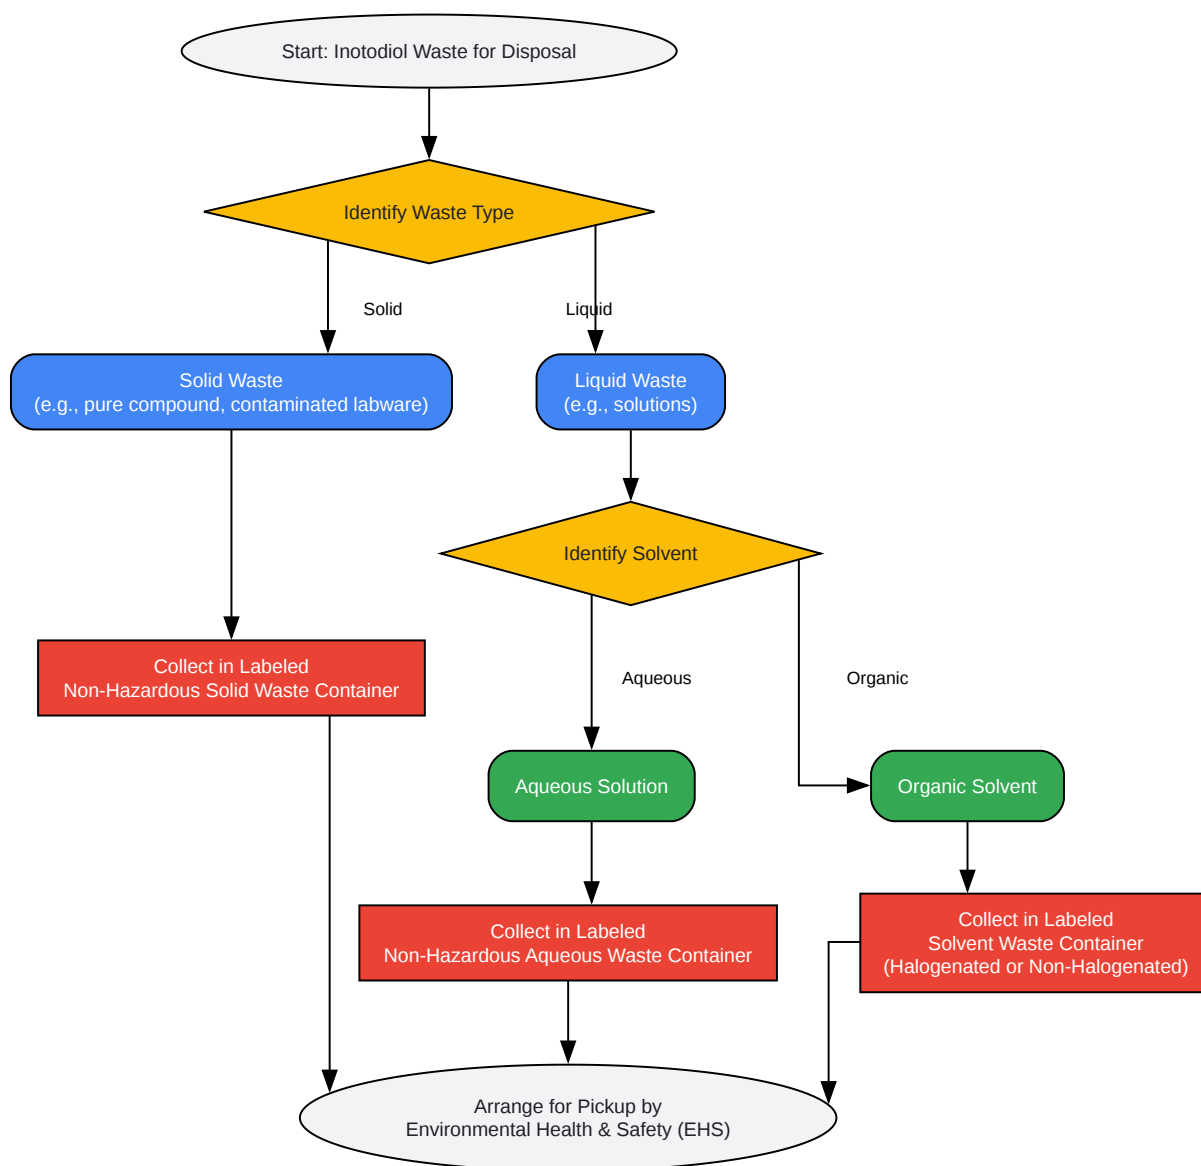 Start: Inotodiol Waste for Disposal
Identify Waste Type
Solid
Liquid
Solid Waste
(e.g., pure compound, contaminated labware)
Liquid Waste
(e.g., solutions)
Identify Solvent
Collect in Labeled
Non-Hazardous Solid Waste Container
Aqueous
Organic
Aqueous Solution
Organic Solvent
Collect in Labeled
Non-Hazardous Aqueous Waste Container
Collect in Labeled
Solvent Waste Container
(Halogenated or Non-Halogenated)
Arrange for Pickup by
Environmental Health & Safety (EHS)